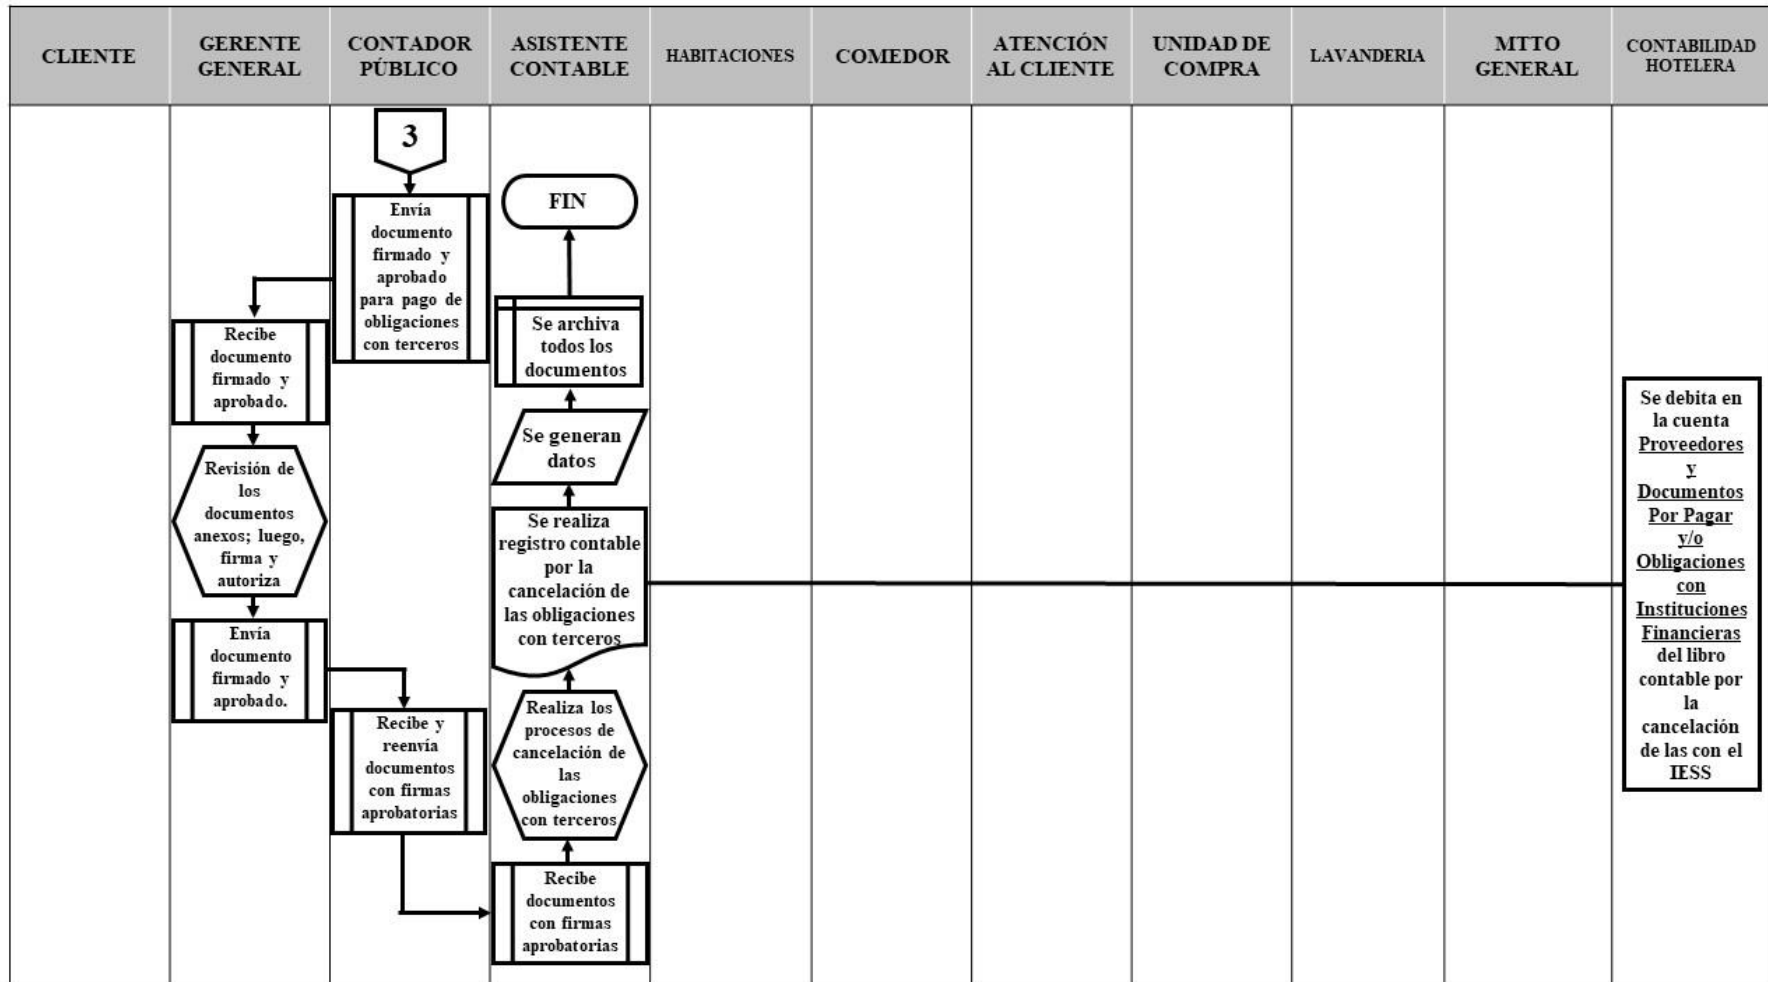 CLIENTE
GERENTE
GENERAL
CONTADOR
PÚBLICO
ASISTENTE
CONTABLE
HABITACIONES
COMEDOR
ATENCIÓN
AL CLIENTE
UNIDAD DE
COMPRA
LAVANDERIA
MTTO
GENERAL
CONTABILIDAD
HOTELERA
3
Envía
documento
firmado y
aprobado
para pago de
obligaciones
con terceros
Recibe
documento
firmado y
aprobado.
Revisión de
los
documentos
anexos; luego,
firma y
autoriza
Envía
documento
firmado y
aprobado.
Recibe y
reenvía
documentos
con firmas
aprobatorias
Recibe
documentos
con firmas
aprobatorias
Realiza los
procesos de
cancelación de
las
obligaciones
con terceros
Se realiza
registro contable
por la
cancelación de
las obligaciones
con terceros
Se generan
datos
Se archiva
todos los
documentos
FIN
Se debita en
la cuenta
Proveedores
y
Documentos
Por Pagar
y/o
Obligaciones
con
Instituciones
Financieras
del libro
contable por
la
cancelación
de las con el
IESS